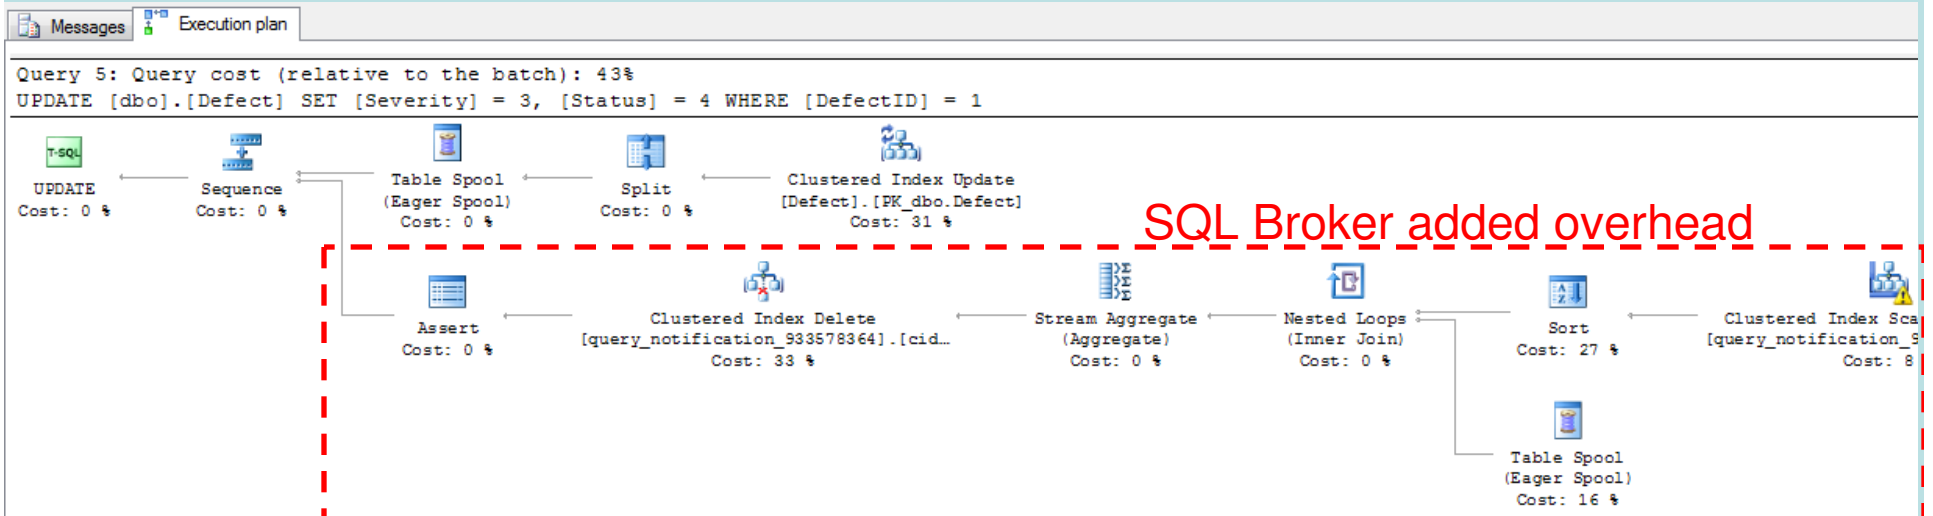 Messages
Execution plan
Query 5: Query cost (relative to the batch): 43%
UPDATE [dbo].[Defect] SET [Severity] = 3, [Status] = 4 WHERE [DefectID] = 1
T-SQL
UPDATE
Cost: 0 %
Sequence
Cost: 0 %
Table Spool
(Eager Spool)
Cost: 0 %
Split
Cost: 0 %
Clustered Index Update
[Defect].[PK_dbo.Defect]
Cost: 31 %
SQL Broker added overhead
Assert
Cost: 0 %
Clustered Index Delete
[query_notification_933578364].[cid…
Cost: 33 %
Stream Aggregate
(Aggregate)
Cost: 0 %
Nested Loops
(Inner Join)
Cost: 0 %
Sort
Cost: 27 %
Clustered Index Sca
[query_notification_9
Cost: 8
Table Spool
(Eager Spool)
Cost: 16 %